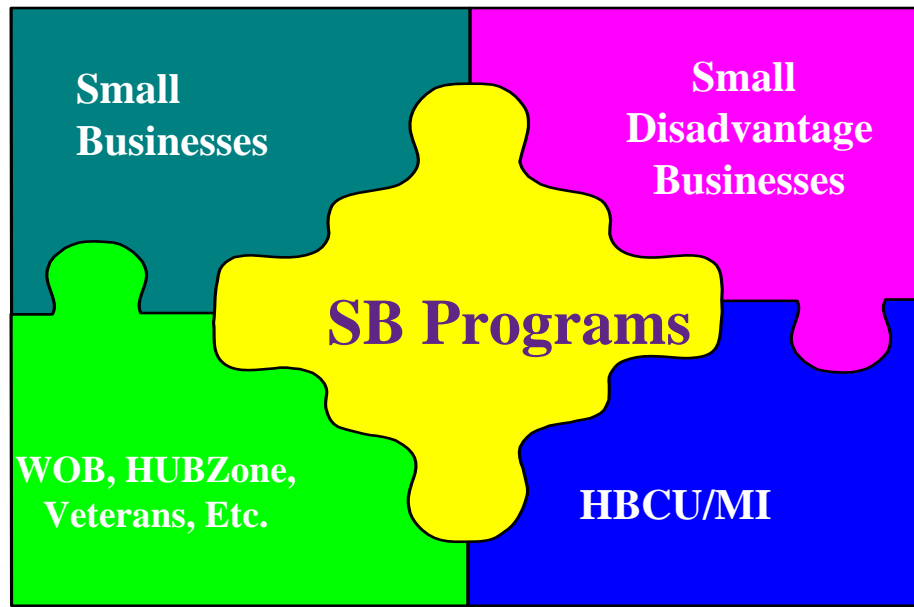 Small
Businesses
Small
Disadvantage
Businesses
SB Programs
WOB, HUBZone,
Veterans, Etc.
HBCU/MI